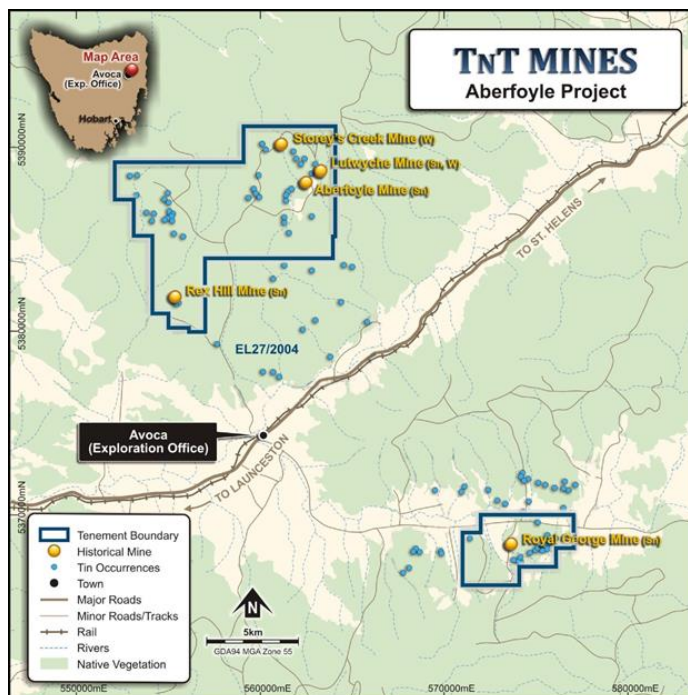 Map Area
Avoca
(Exp. Office)
Hobart
TNT MINES
Aberfoyle Project
5390000mN
Storey's Creek Mine (W)
Lutwyche Mine (Sn, W)
Aberfoyle Mine (Sn)
TO ST. HELENS
Rex Hill Mine (Sn)
5380000mN
EL27/2004
Avoca
(Exploration Office)
TO LAUNCESTON
5370000mN
Royal George Mine (Sn)
Tenement Boundary
Historical Mine
Tin Occurrences
Town
Major Roads
Minor Roads/Tracks
Rail
Rivers
Native Vegetation
N
5km
GDA94 MGA Zone 55
550000mE
560000mE
570000mE
580000mE